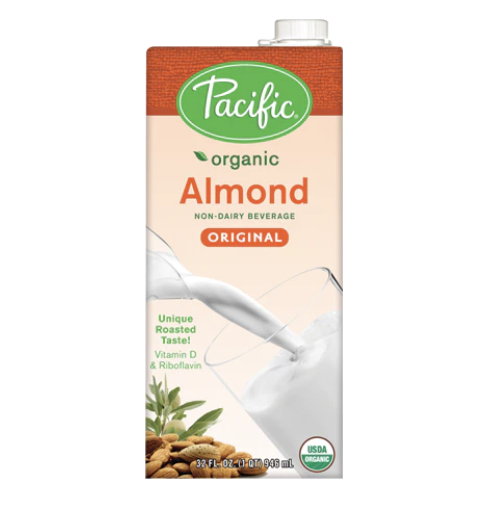 Pacific®
organic
Almond
NON-DAIRY BEVERAGE
ORIGINAL
Unique
Roasted
Taste!
Vitamin D
& Riboflavin
USDA
ORGANIC
32 FL. OZ. (1 QT) 946 mL